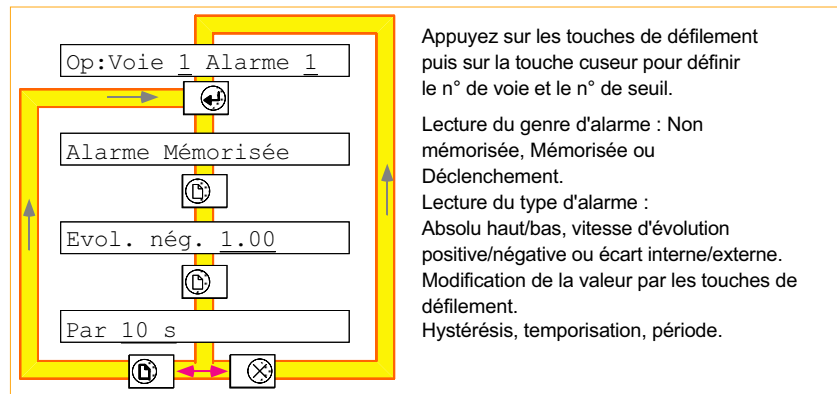 Op:Voie 1 Alarme 1
Alarme Mémorisée
Evol. nég. 1.00
Par 10 s
Appuyez sur les touches de défilement
puis sur la touche cuseur pour définir
le n° de voie et le n° de seuil.
Lecture du genre d'alarme : Non
mémorisée, Mémorisée ou
Déclenchement.
Lecture du type d'alarme :
Absolu haut/bas, vitesse d'évolution
positive/négative ou écart interne/externe.
Modification de la valeur par les touches de
défilement.
Hystérésis, temporisation, période.